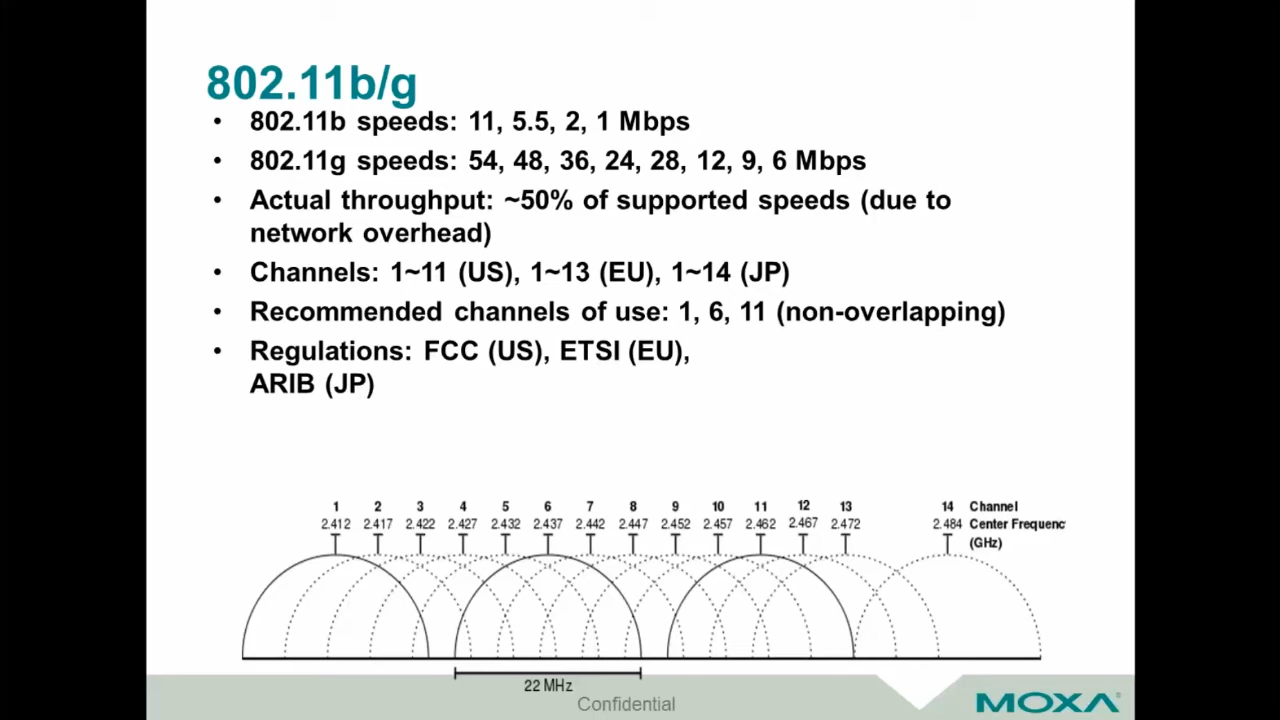 802.11b/g
• 802.11b speeds: 11, 5.5, 2, 1 Mbps
• 802.11g speeds: 54, 48, 36, 24, 28, 12, 9, 6 Mbps
• Actual throughput: ~50% of supported speeds (due to
network overhead)
• Channels: 1~11 (US), 1~13 (EU), 1~14 (JP)
• Recommended channels of use: 1, 6, 11 (non-overlapping)
• Regulations: FCC (US), ETSI (EU),
ARIB (JP)
1 2 3 4 5 6 7 8 9 10 11 12 13 14 Channel
2.412 2.417 2.422 2.427 2.432 2.437 2.442 2.447 2.452 2.457 2.462 2.467 2.472 2.484 Center Frequenc
(GHz)
22 MHz
Confidential
MOXA®